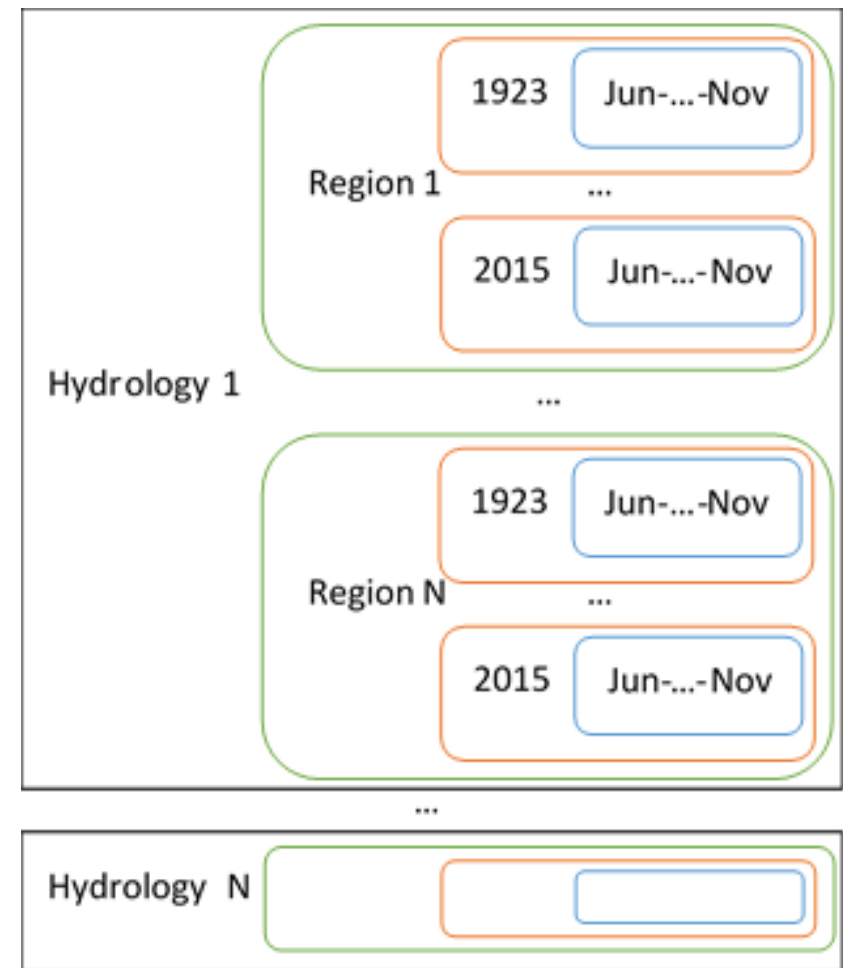 1923 Jun-...-Nov
Region 1 ...
2015 Jun-...-Nov
Hydrology 1
...
1923 Jun-...-Nov
Region N ...
2015 Jun-...-Nov
...
Hydrology N